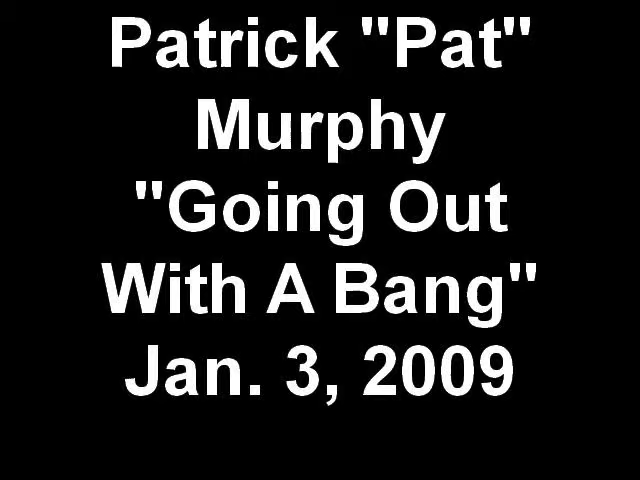 Patrick "Pat"
Murphy
"Going Out
With A Bang"
Jan. 3, 2009